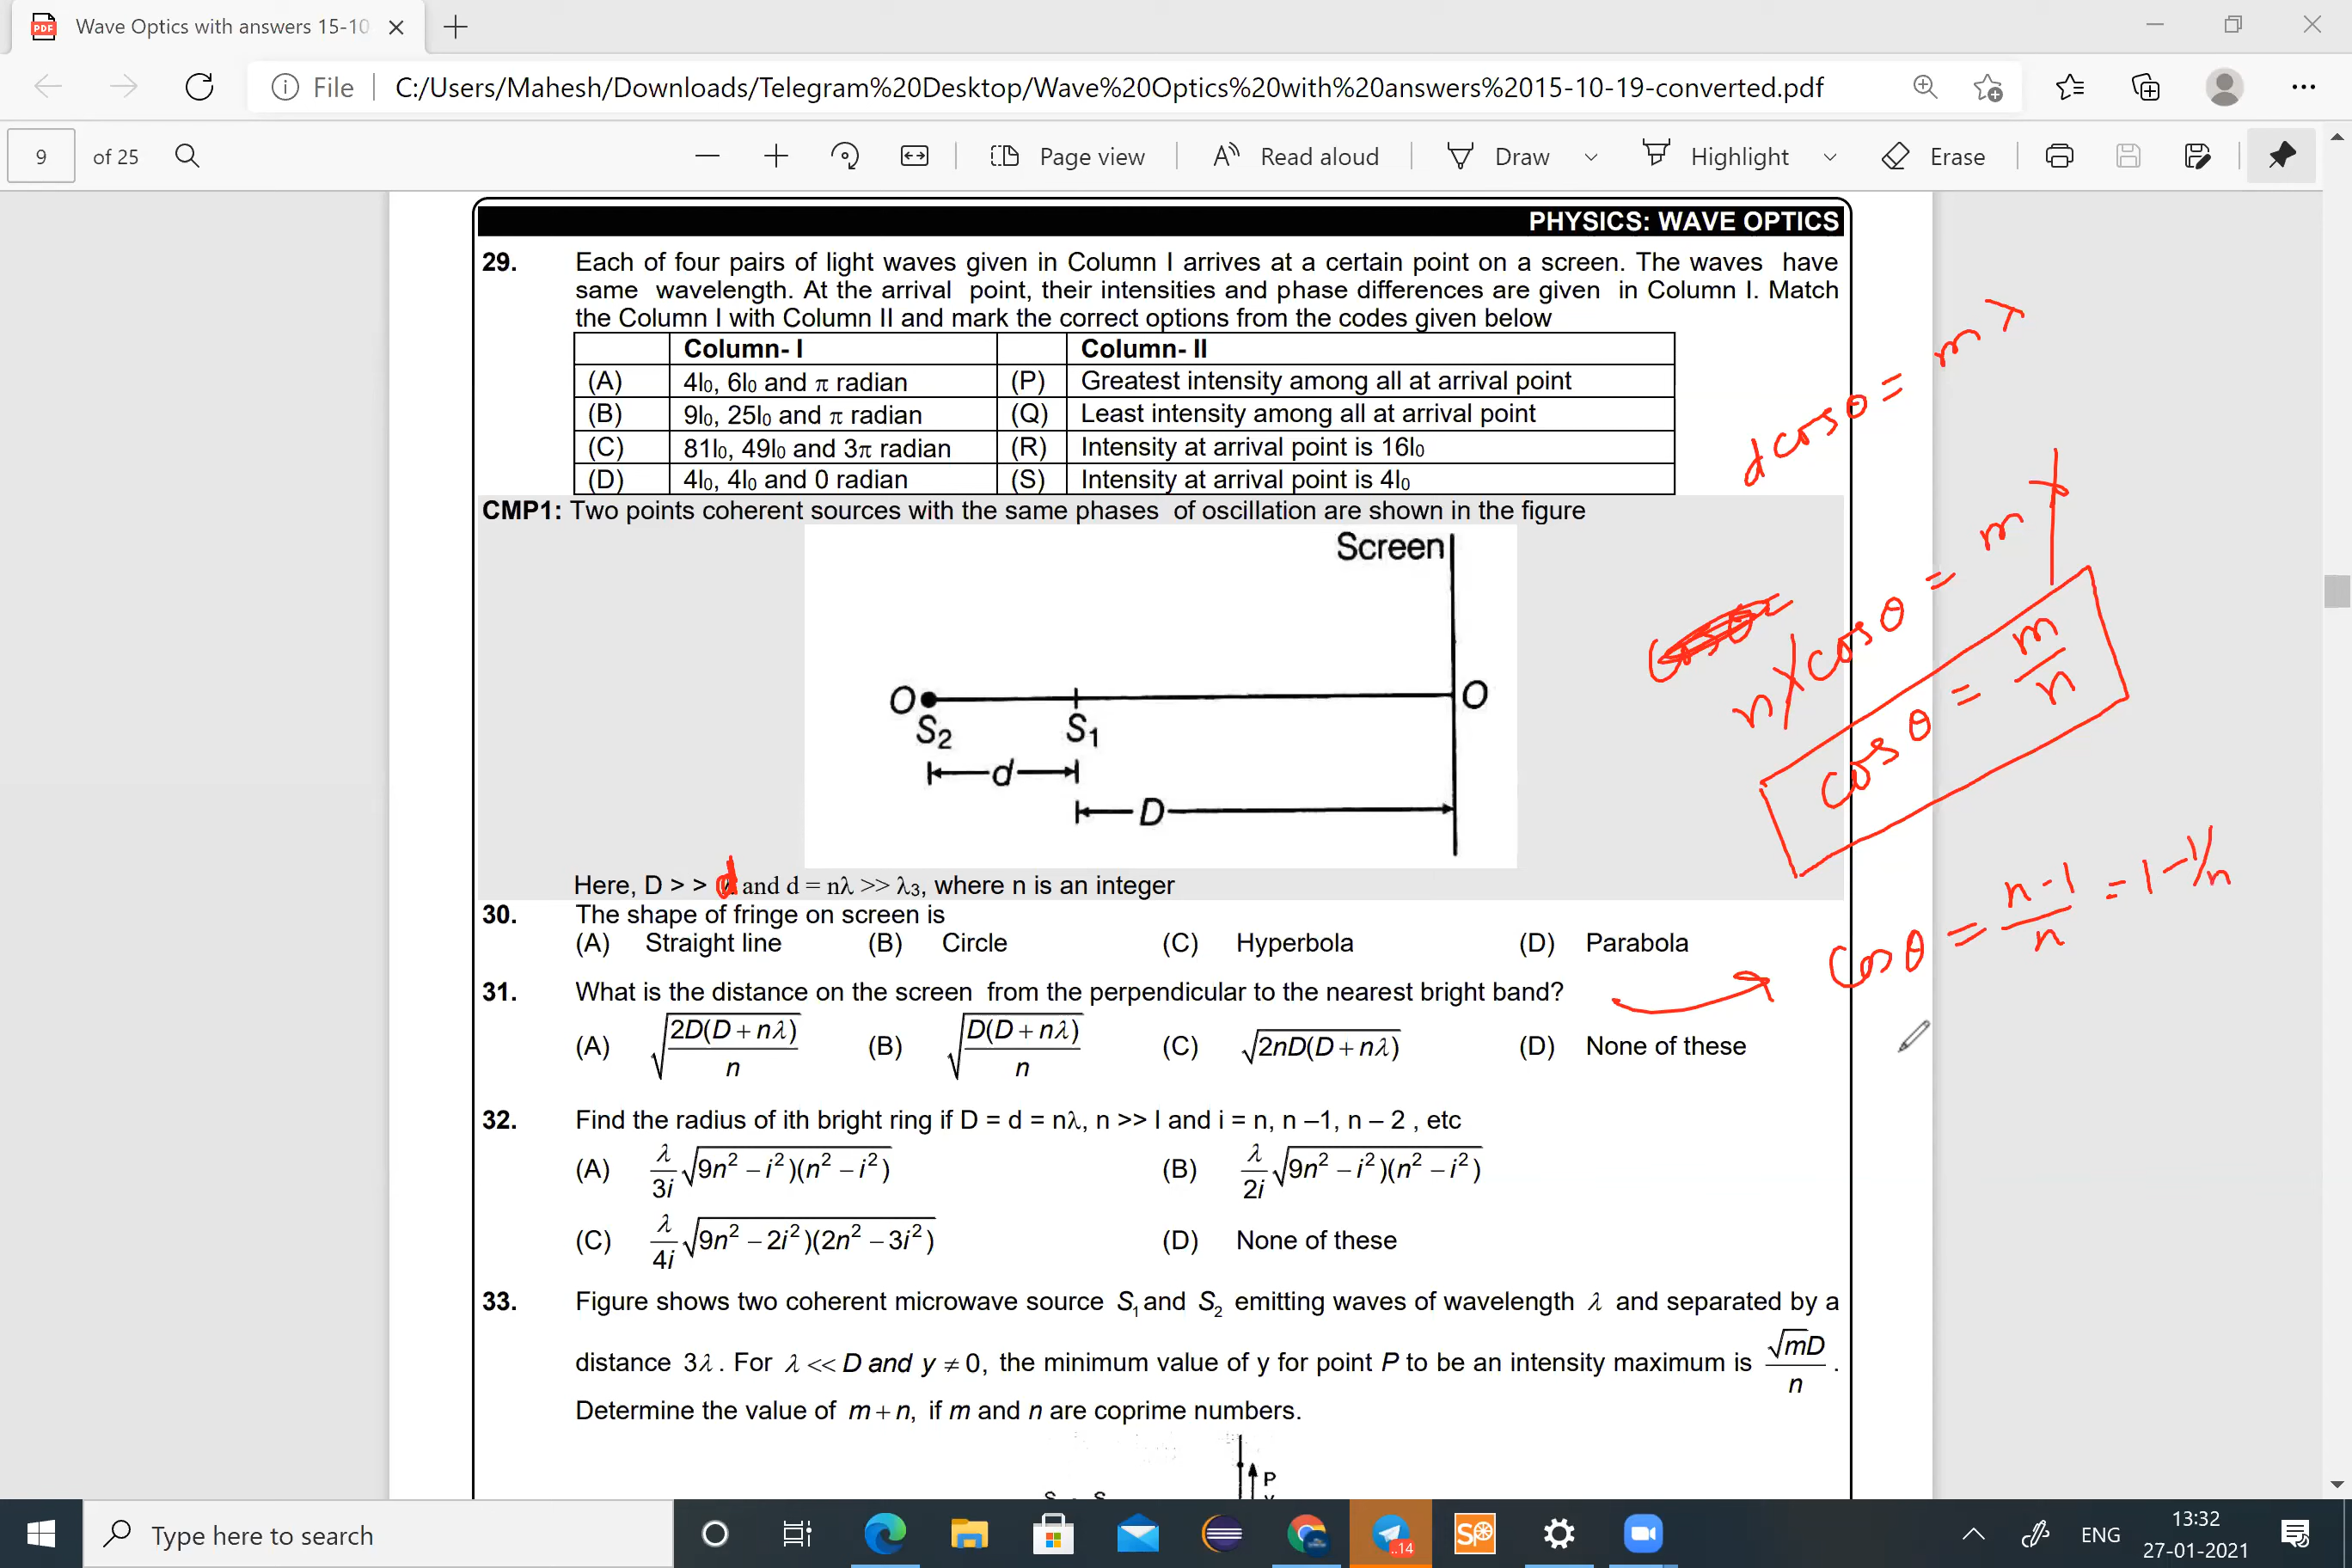 Wave Optics with answers 15-10
File C:/Users/Mahesh/Downloads/Telegram%20Desktop/Wave%20Optics%20with%20answers%2015-10-19-converted.pdf
9 of 25 Page view Read aloud Draw Highlight Erase
PHYSICS: WAVE OPTICS
29. Each of four pairs of light waves given in Column I arrives at a certain point on a screen. The waves have
same wavelength. At the arrival point, their intensities and phase differences are given in Column I. Match
the Column I with Column II and mark the correct options from the codes given below
Column- I Column- II
(A) 4I₀, 6I₀ and π radian (P) Greatest intensity among all at arrival point
(B) 9I₀, 25I₀ and π radian (Q) Least intensity among all at arrival point
(C) 81I₀, 49I₀ and 3π radian (R) Intensity at arrival point is 16I₀
(D) 4I₀, 4I₀ and 0 radian (S) Intensity at arrival point is 4I₀
d cos θ = m λ
CMP1: Two points coherent sources with the same phases of oscillation are shown in the figure
Screen
O O
S₂ S₁
d
D
n λ cos θ = m λ
cos θ = m/n
Here, D > > d and d = nλ >> λ₃, where n is an integer
cos θ = (n-1)/n = 1 - 1/n
30. The shape of fringe on screen is
(A) Straight line (B) Circle (C) Hyperbola (D) Parabola
31. What is the distance on the screen from the perpendicular to the nearest bright band?
(A) √(2D(D + nλ)/n) (B) √(D(D + nλ)/n) (C) √(2nD(D + nλ)) (D) None of these
32. Find the radius of ith bright ring if D = d = nλ, n >> l and i = n, n –1, n – 2 , etc
(A) λ/3i √9n² – i²)(n² – i²) (B) λ/2i √9n² – i²)(n² – i²)
(C) λ/4i √9n² – 2i²)(2n² – 3i²) (D) None of these
33. Figure shows two coherent microwave source S₁ and S₂ emitting waves of wavelength λ and separated by a
distance 3λ. For λ << D and y ≠ 0, the minimum value of y for point P to be an intensity maximum is √mD/n .
Determine the value of m + n, if m and n are coprime numbers.
P
Type here to search
..14
SP
ENG
13:32
27-01-2021